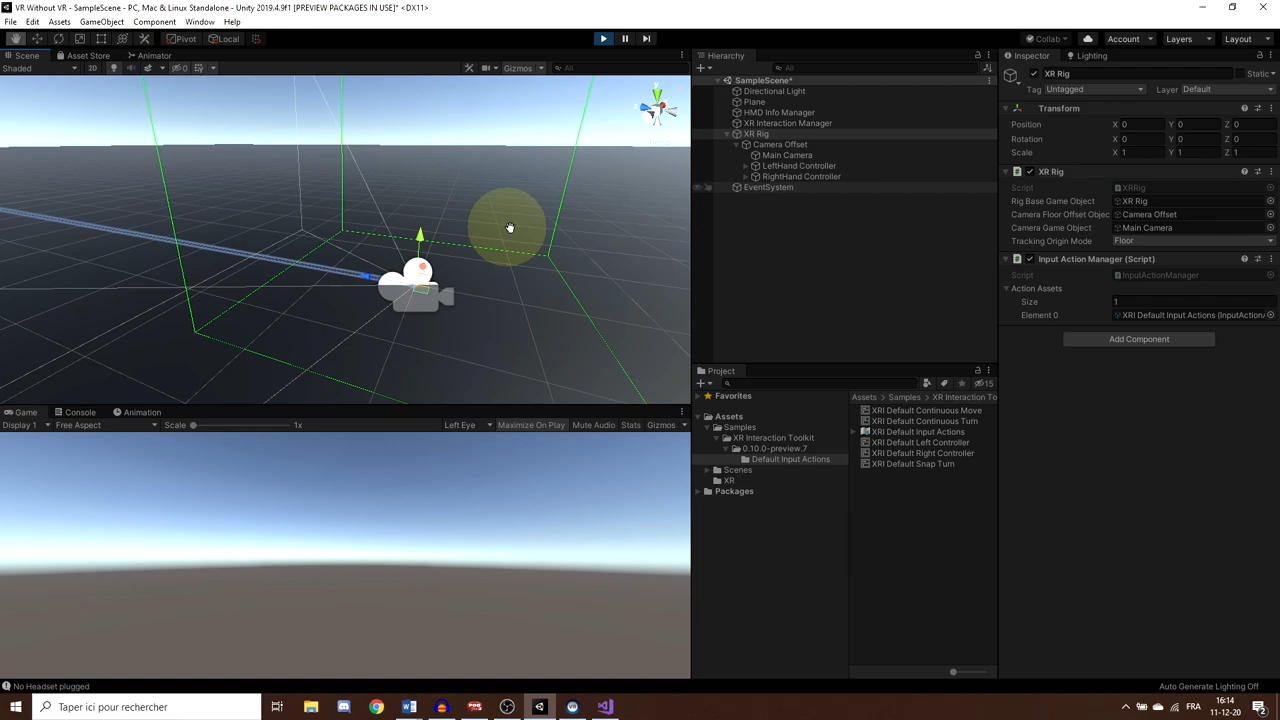 VR Without VR - SampleScene - PC, Mac & Linux Standalone - Unity 2019.4.9f1 [PREVIEW PACKAGES IN USE]* <DX11>
File Edit Assets GameObject Component Window Help
Pivot Local Collab Account Layers Layout
Scene Asset Store Animator
Shaded 2D 0 Gizmos All
Hierarchy
All
SampleScene*
Directional Light
Plane
HMD Info Manager
XR Interaction Manager
XR Rig
Camera Offset
Main Camera
LeftHand Controller
RightHand Controller
EventSystem
Inspector Lighting
XR Rig Static
Tag Untagged Layer Default
Transform
Position X 0 Y 0 Z 0
Rotation X 0 Y 0 Z 0
Scale X 1 Y 1 Z 1
XR Rig
Script XRRig
Rig Base Game Object XR Rig
Camera Floor Offset Objec Camera Offset
Camera Game Object Main Camera
Tracking Origin Mode Floor
Input Action Manager (Script)
Script InputActionManager
Action Assets
Size 1
Element 0 XRI Default Input Actions (InputAction
Add Component
Game Console Animation
Display 1 Free Aspect Scale 1x Left Eye Maximize On Play Mute Audio Stats Gizmos
Project
15
Favorites
Assets
Samples
XR Interaction Toolkit
0.10.0-preview.7
Default Input Actions
Scenes
XR
Packages
Assets Samples XR Interaction To
XRI Default Continuous Move
XRI Default Continuous Turn
XRI Default Input Actions
XRI Default Left Controller
XRI Default Right Controller
XRI Default Snap Turn
No Headset plugged Auto Generate Lighting Off
Taper ici pour rechercher
FRA
16:14
11-12-20
2